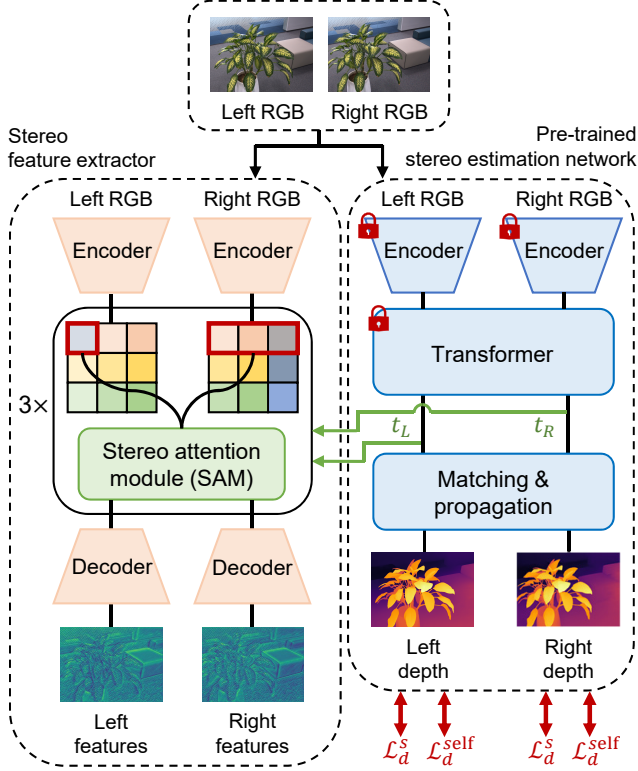 Left RGB Right RGB
Stereo
feature extractor
Pre-trained
stereo estimation network
Left RGB Right RGB
Left RGB Right RGB
Encoder Encoder
Encoder Encoder
Transformer
3×
t_L t_R
Stereo attention
module (SAM)
Matching &
propagation
Decoder Decoder
Left
features
Right
features
Left
depth
Right
depth
ℒ_d^s ℒ_d^self ℒ_d^s ℒ_d^self